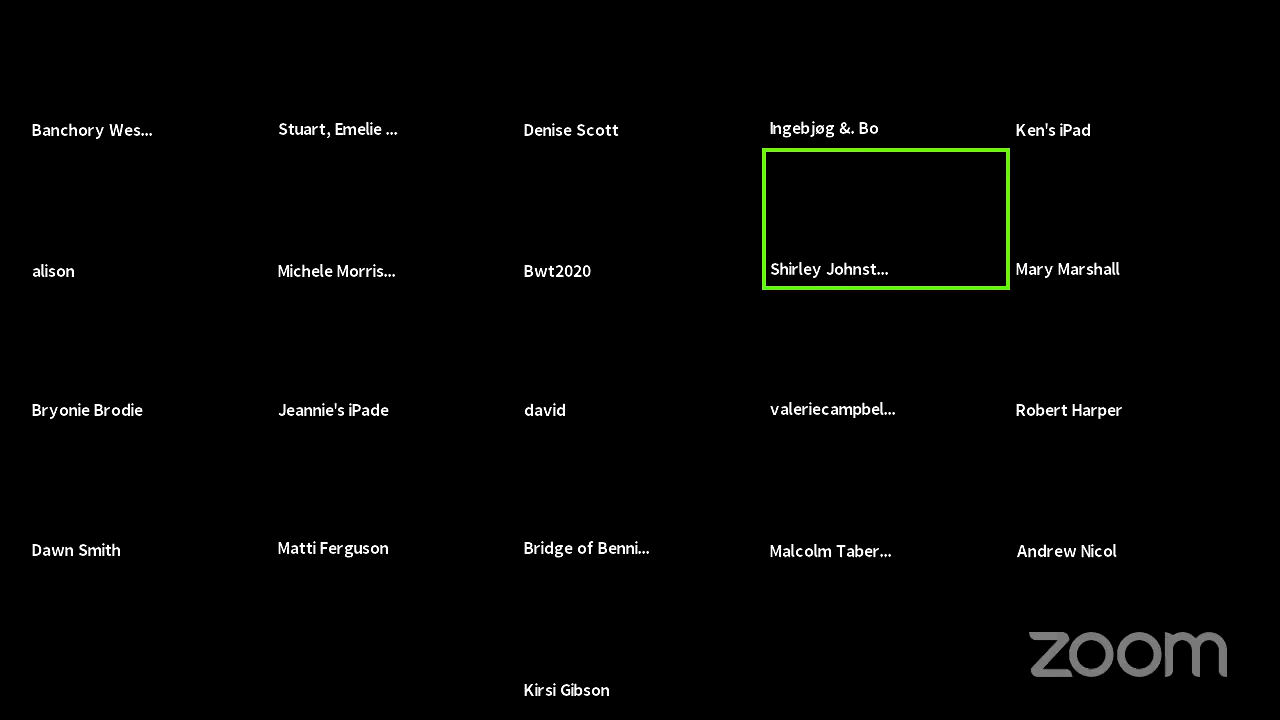 Banchory Wes...
Stuart, Emelie ...
Denise Scott
Ingebjøg &. Bo
Ken's iPad
alison
Michele Morris...
Bwt2020
Shirley Johnst...
Mary Marshall
Bryonie Brodie
Jeannie's iPade
david
valeriecampbel...
Robert Harper
Dawn Smith
Matti Ferguson
Bridge of Benni...
Malcolm Taber...
Andrew Nicol
zoom
Kirsi Gibson